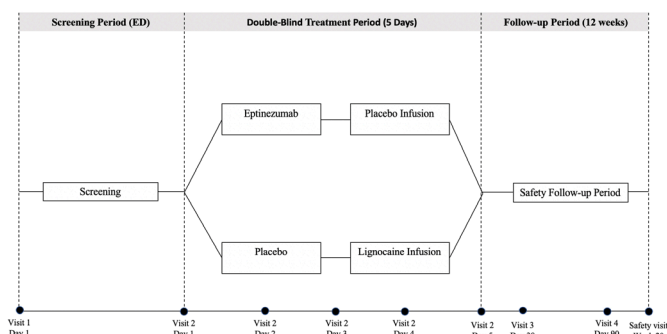 Screening Period (ED)
Double-Blind Treatment Period (5 Days)
Follow-up Period (12 weeks)
Eptinezumab
Placebo Infusion
Screening
Safety Follow-up Period
Placebo
Lignocaine Infusion
Visit 1
Visit 2
Visit 2
Visit 2
Visit 2
Visit 2
Visit 3
Visit 4
Safety visit
Day 1
Day 1
Day 2
Day 3
Day 4